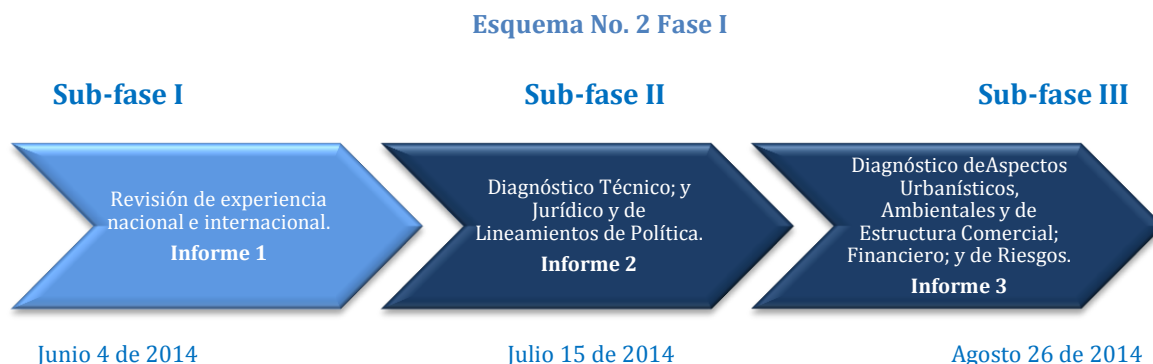 Esquema No. 2 Fase I
Sub-fase I
Sub-fase II
Sub-fase III
Revisión de experiencia
nacional e internacional.
Informe 1
Diagnóstico Técnico; y
Jurídico y de
Lineamientos de Política.
Informe 2
Diagnóstico deAspectos
Urbanísticos,
Ambientales y de
Estructura Comercial;
Financiero; y de Riesgos.
Informe 3
Junio 4 de 2014
Julio 15 de 2014
Agosto 26 de 2014